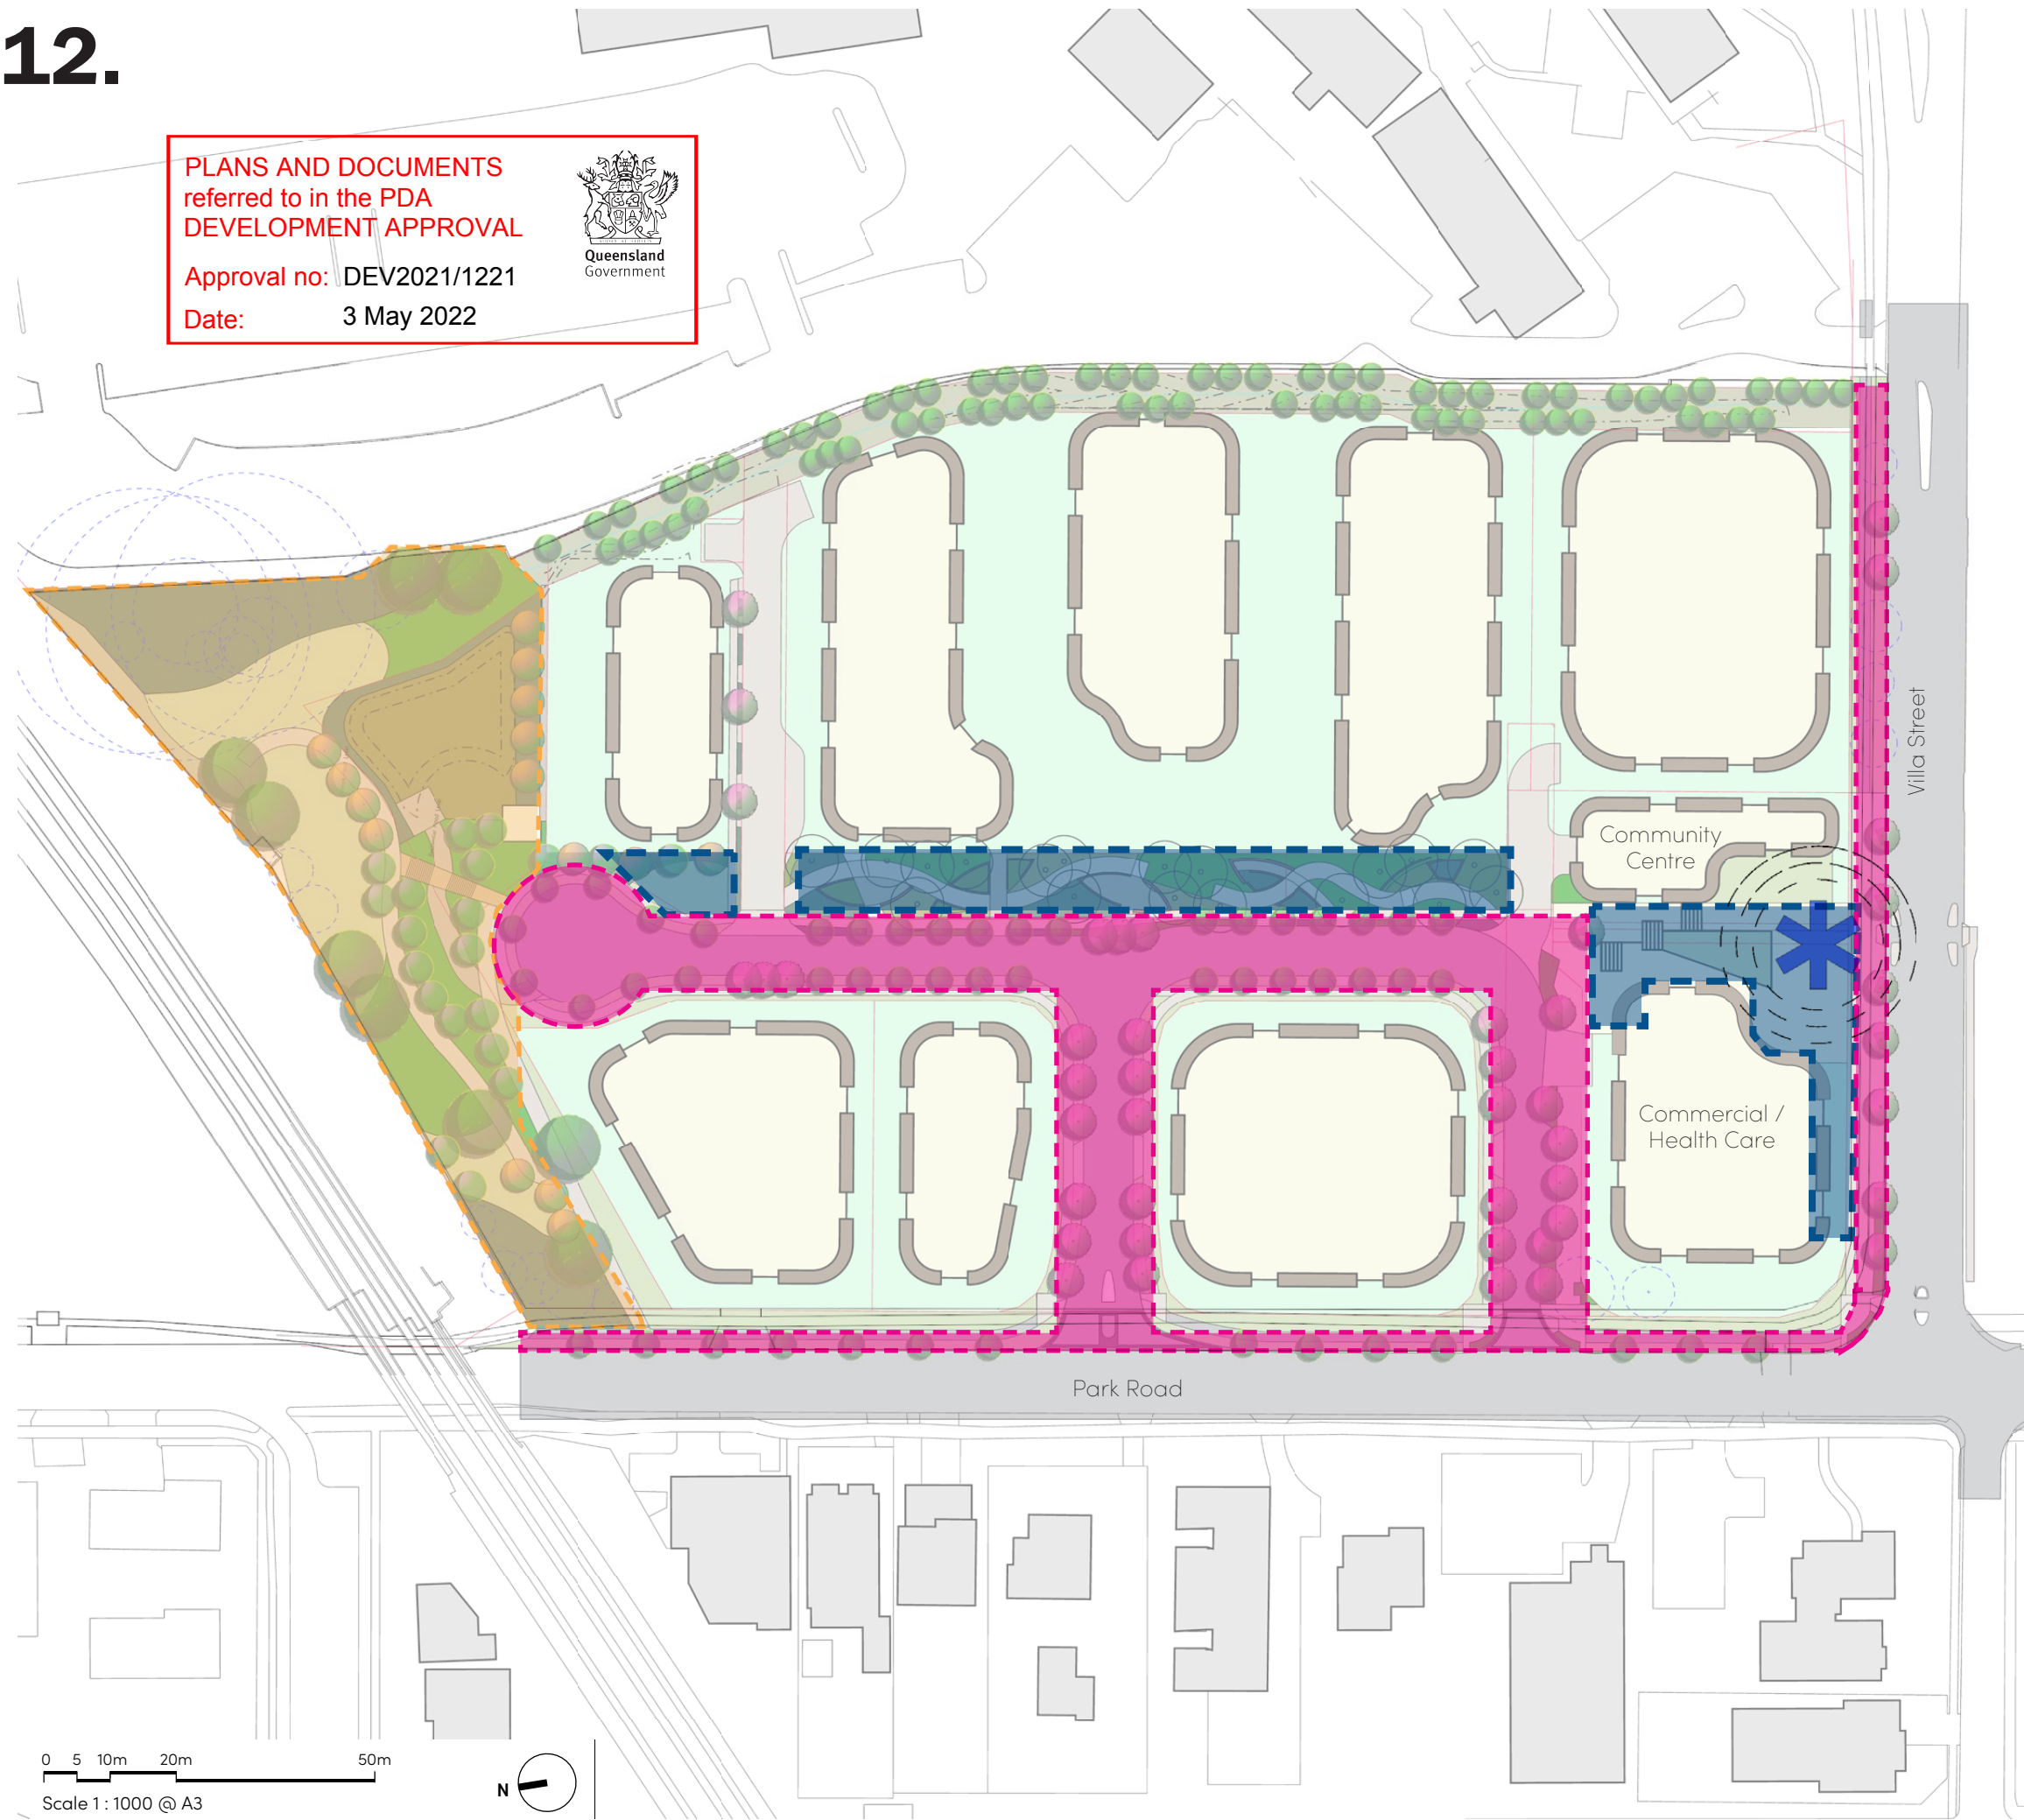 12.
PLANS AND DOCUMENTS
referred to in the PDA
DEVELOPMENT APPROVAL
Approval no: DEV2021/1221
Date: 3 May 2022
Queensland
Government
Villa Street
Community
Centre
Commercial /
Health Care
Park Road
0 5 10m 20m 50m
Scale 1 : 1000 @ A3
N